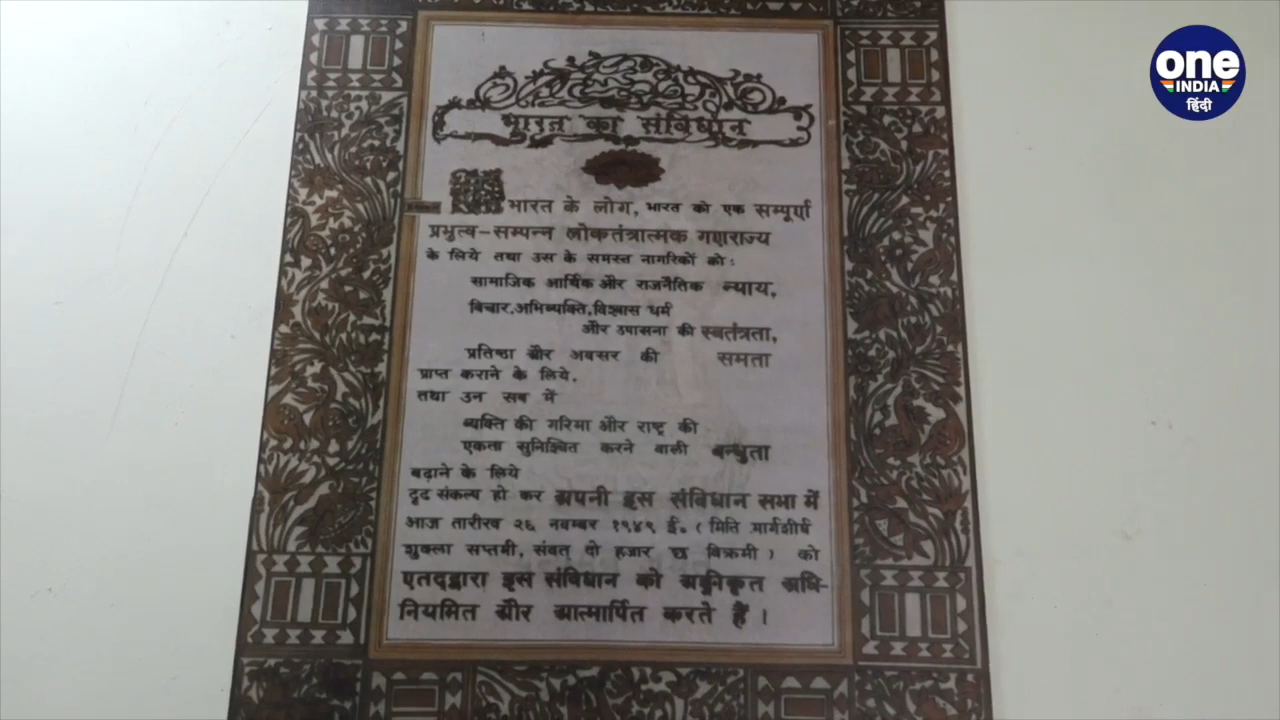 one
INDIA
हिंदी
भारत का संविधान
भारत के लोग, भारत को एक सम्पूर्ण
प्रभुत्व-सम्पन्न लोकतंत्रात्मक गणराज्य
के लिये तथा उस के समस्त नागरिकों को:
सामाजिक आर्थिक और राजनैतिक न्याय,
विचार, अभिव्यक्ति, विश्वास धर्म
और उपासना की स्वतंत्रता,
प्रतिष्ठा और अवसर की समता
प्राप्त कराने के लिये,
तथा उन सब में
व्यक्ति की गरिमा और राष्ट्र की
एकता सुनिश्चित करने वाली बन्धुता
बढ़ाने के लिये
दृढ संकल्प हो कर अपनी इस संविधान सभा में
आज तारीख २६ नवम्बर १९४९ ई॰ (मिति मार्गशीर्ष
शुक्ला सप्तमी, संवत् दो हजार छ विक्रमी) को
एतद्द्वारा इस संविधान को अङ्गीकृत अधि-
नियमित और आत्मार्पित करते हैं।